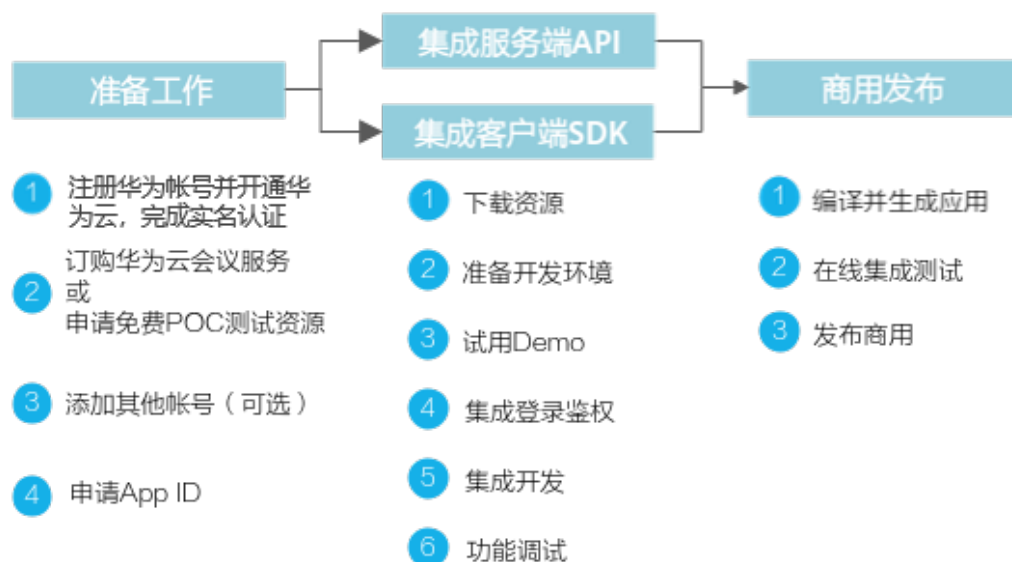 准备工作
集成服务端API
集成客户端SDK
商用发布
1 注册华为帐号并开通华
为云，完成实名认证
2 订购华为云会议服务
或
申请免费POC测试资源
3 添加其他帐号（可选）
4 申请App ID
1 下载资源
2 准备开发环境
3 试用Demo
4 集成登录鉴权
5 集成开发
6 功能调试
1 编译并生成应用
2 在线集成测试
3 发布商用